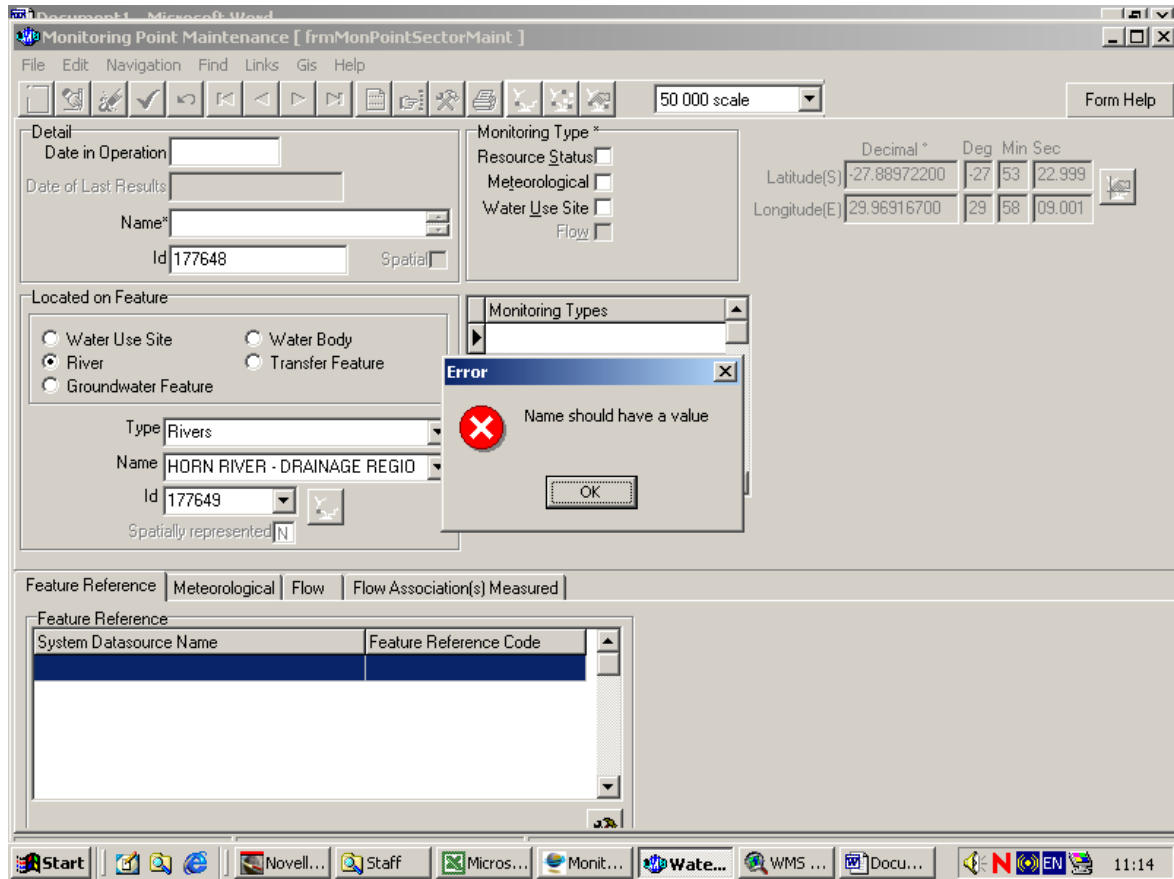 Document1 - Microsoft Word
Monitoring Point Maintenance [ frmMonPointSectorMaint ]
File Edit Navigation Find Links Gis Help
50 000 scale
Form Help
Detail
Date in Operation
Date of Last Results
Name*
Id 177648
Spatial
Monitoring Type *
Resource Status
Meteorological
Water Use Site
Flow
Decimal * Deg Min Sec
Latitude(S) -27.88972200 -27 53 22.999
Longitude(E) 29.96916700 29 58 09.001
Located on Feature
Water Use Site
Water Body
River
Transfer Feature
Groundwater Feature
Type Rivers
Name HORN RIVER - DRAINAGE REGIO
Id 177649
Spatially represented N
Monitoring Types
Error
Name should have a value
OK
Feature Reference Meteorological Flow Flow Association(s) Measured
Feature Reference
System Datasource Name Feature Reference Code
Start Novell... Staff Micros... Monit... Wate... WMS ... Docu... N EN 11:14